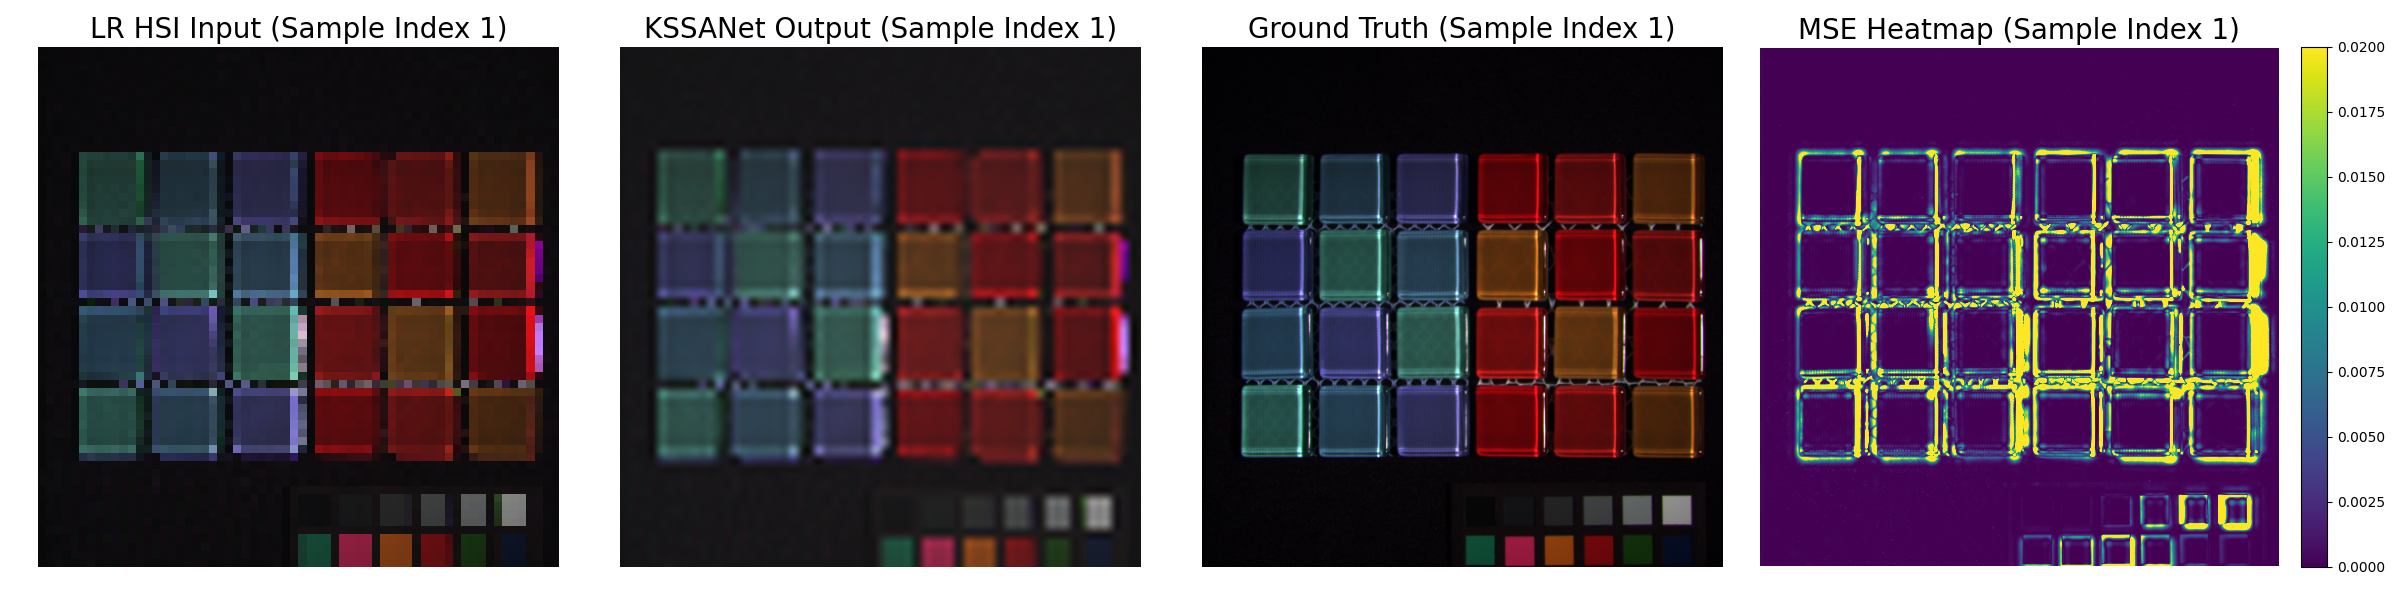 LR HSI Input (Sample Index 1)
KSSANet Output (Sample Index 1)
Ground Truth (Sample Index 1)
MSE Heatmap (Sample Index 1)
0.0200
0.0175
0.0150
0.0125
0.0100
0.0075
0.0050
0.0025
0.0000